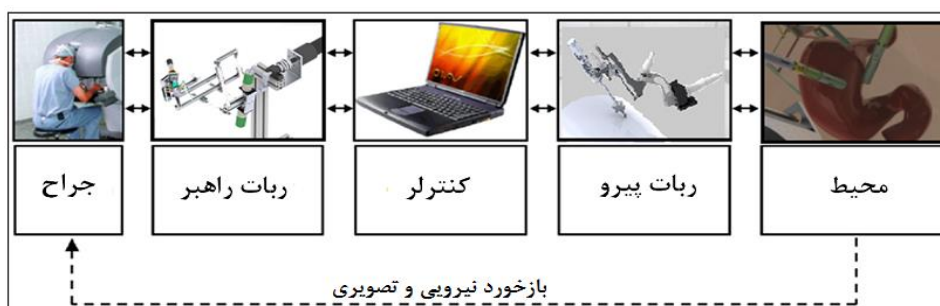 جراح
ربات راهبر
کنترلر
ربات پیرو
محیط
بازخورد نیرویی و تصویری